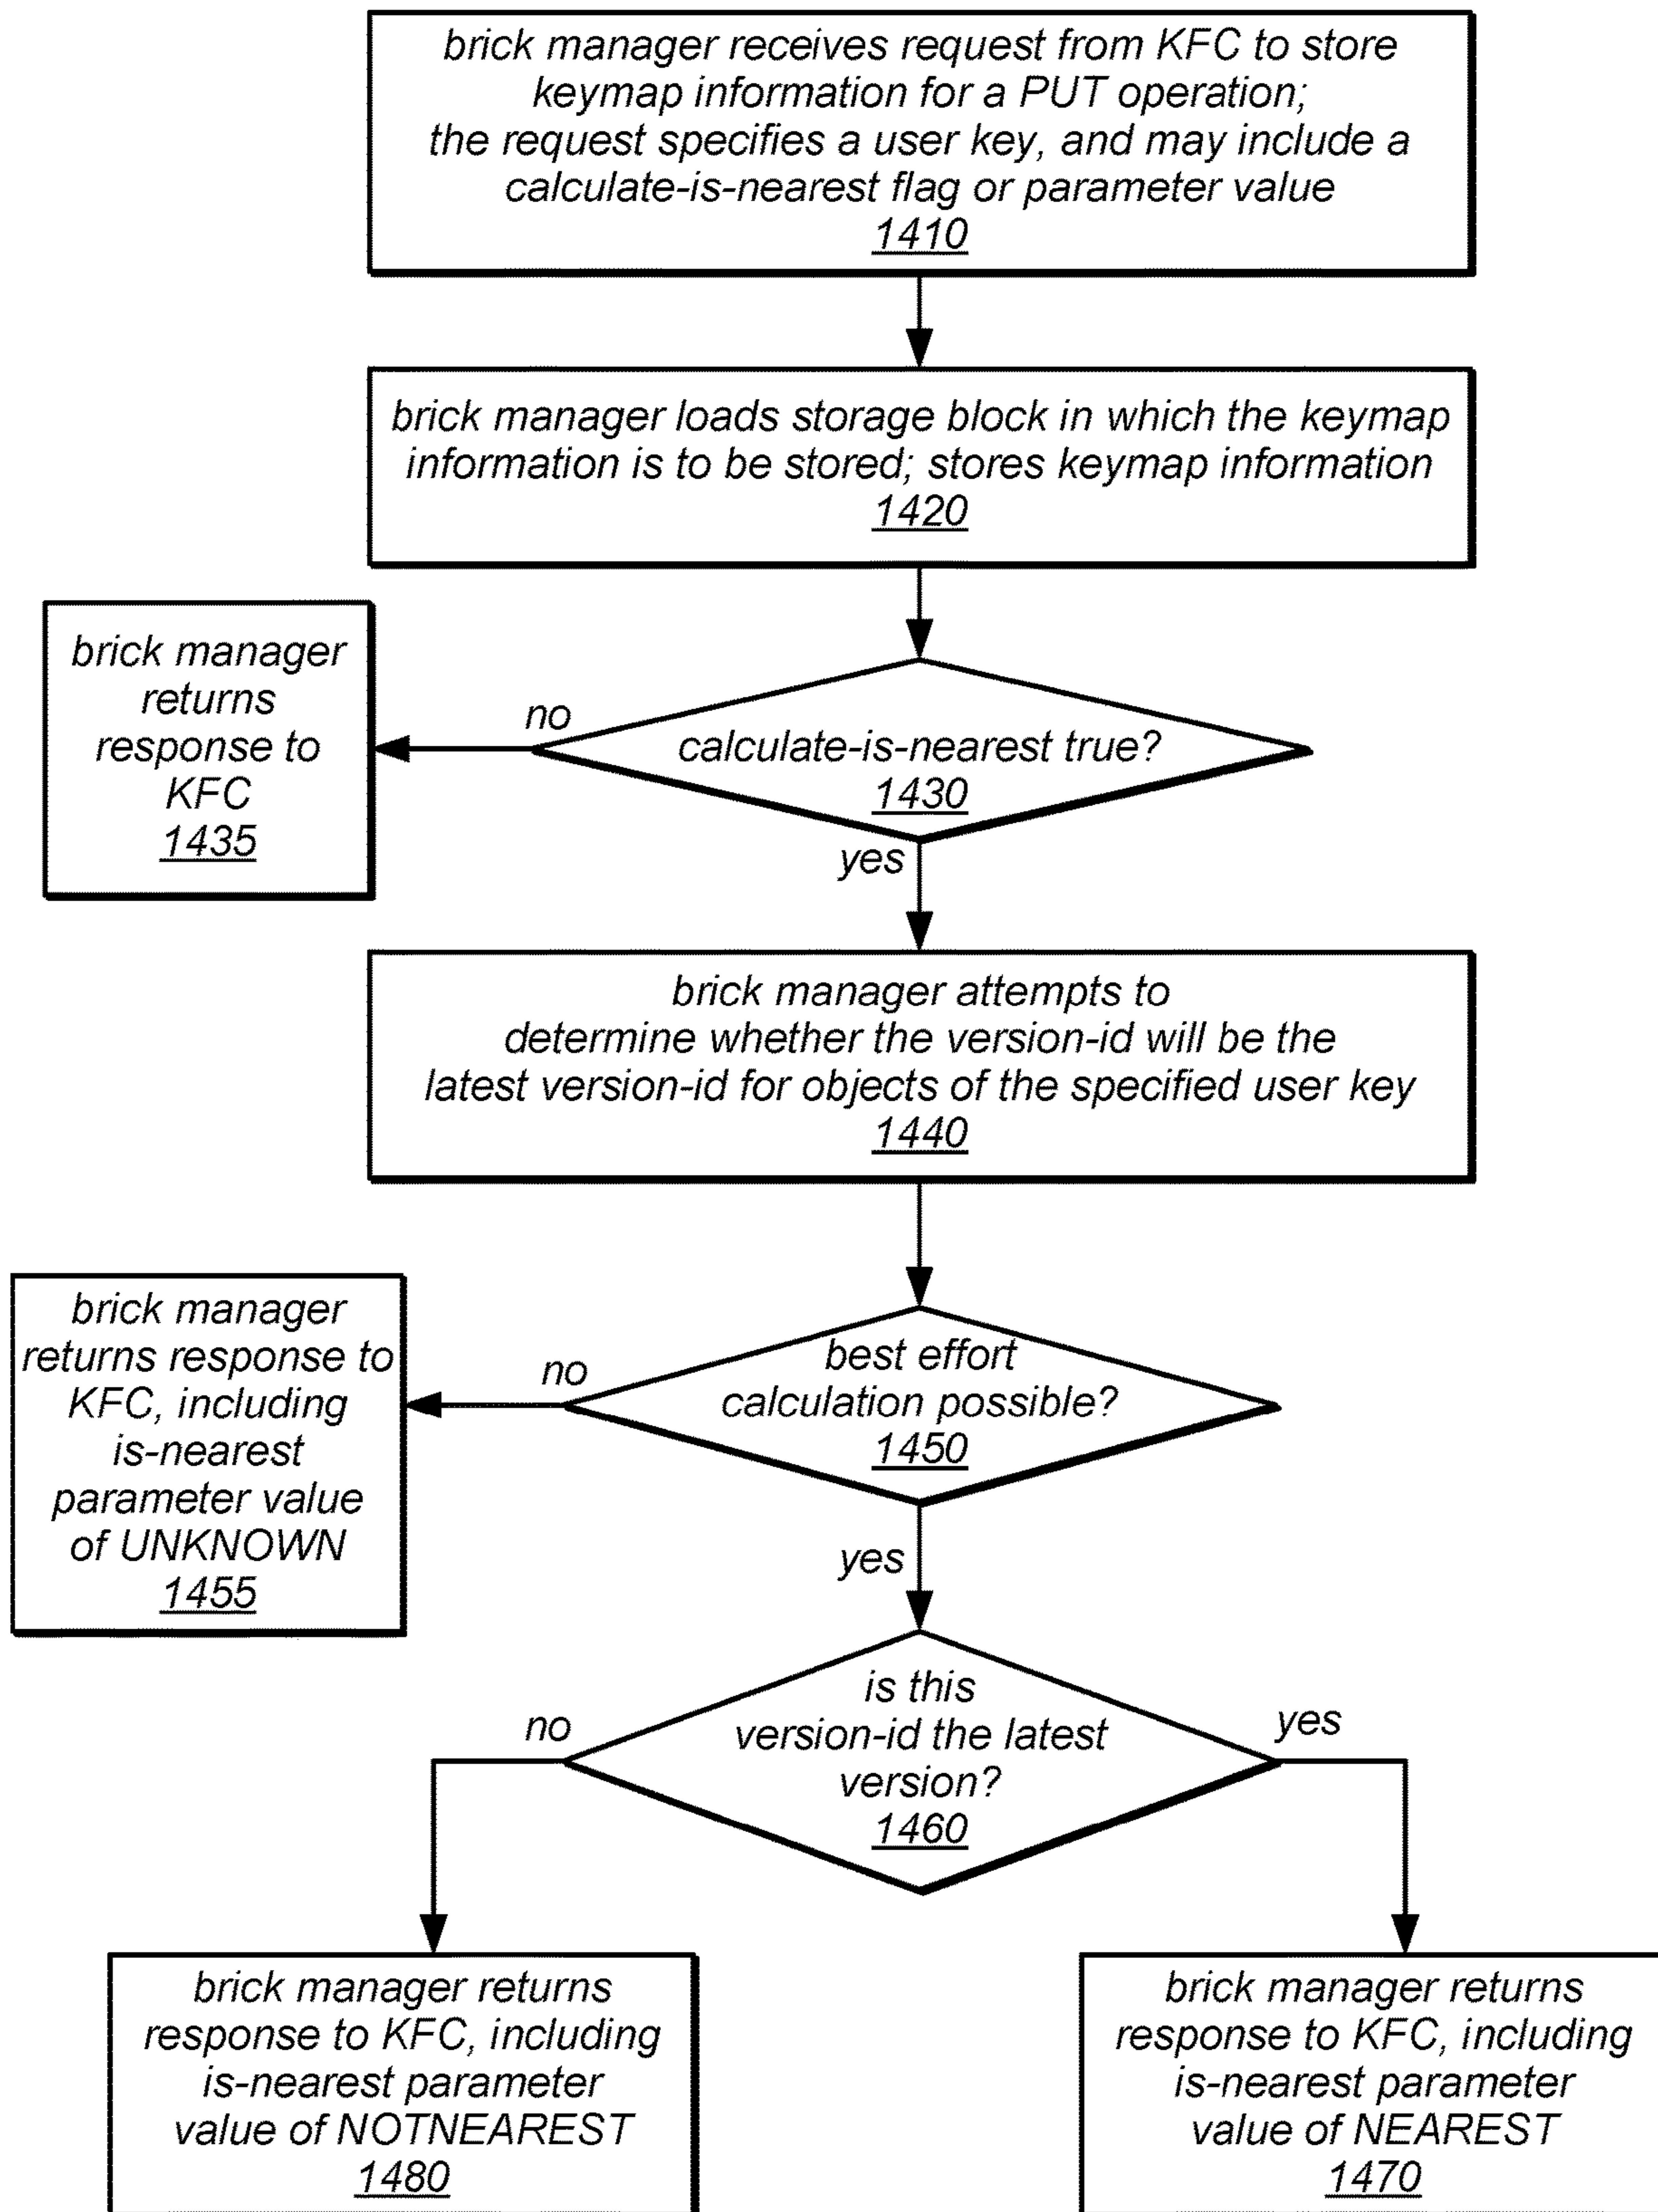 brick manager receives request from KFC to store
keymap information for a PUT operation;
the request specifies a user key, and may include a
calculate-is-nearest flag or parameter value
1410
brick manager loads storage block in which the keymap
information is to be stored; stores keymap information
1420
brick manager
returns
response to
KFC
1435
no
calculate-is-nearest true?
1430
yes
brick manager attempts to
determine whether the version-id will be the
latest version-id for objects of the specified user key
1440
brick manager
returns response to
KFC, including
is-nearest
parameter value
of UNKNOWN
1455
no
best effort
calculation possible?
1450
yes
is this
version-id the latest
version?
1460
no
yes
brick manager returns
response to KFC, including
is-nearest parameter
value of NOTNEAREST
1480
brick manager returns
response to KFC, including
is-nearest parameter
value of NEAREST
1470